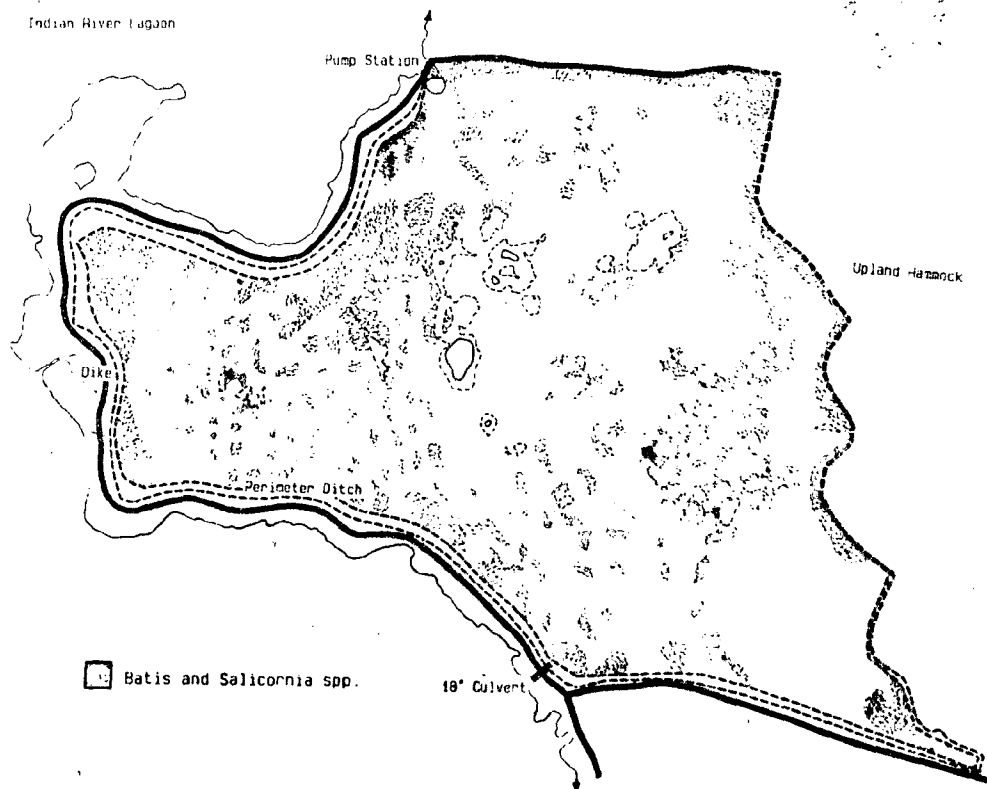 Indian River Lagoon
Pump Station
Upland Hammock
Dike
Perimeter Ditch
Batis and Salicornia spp.
18" Culvert